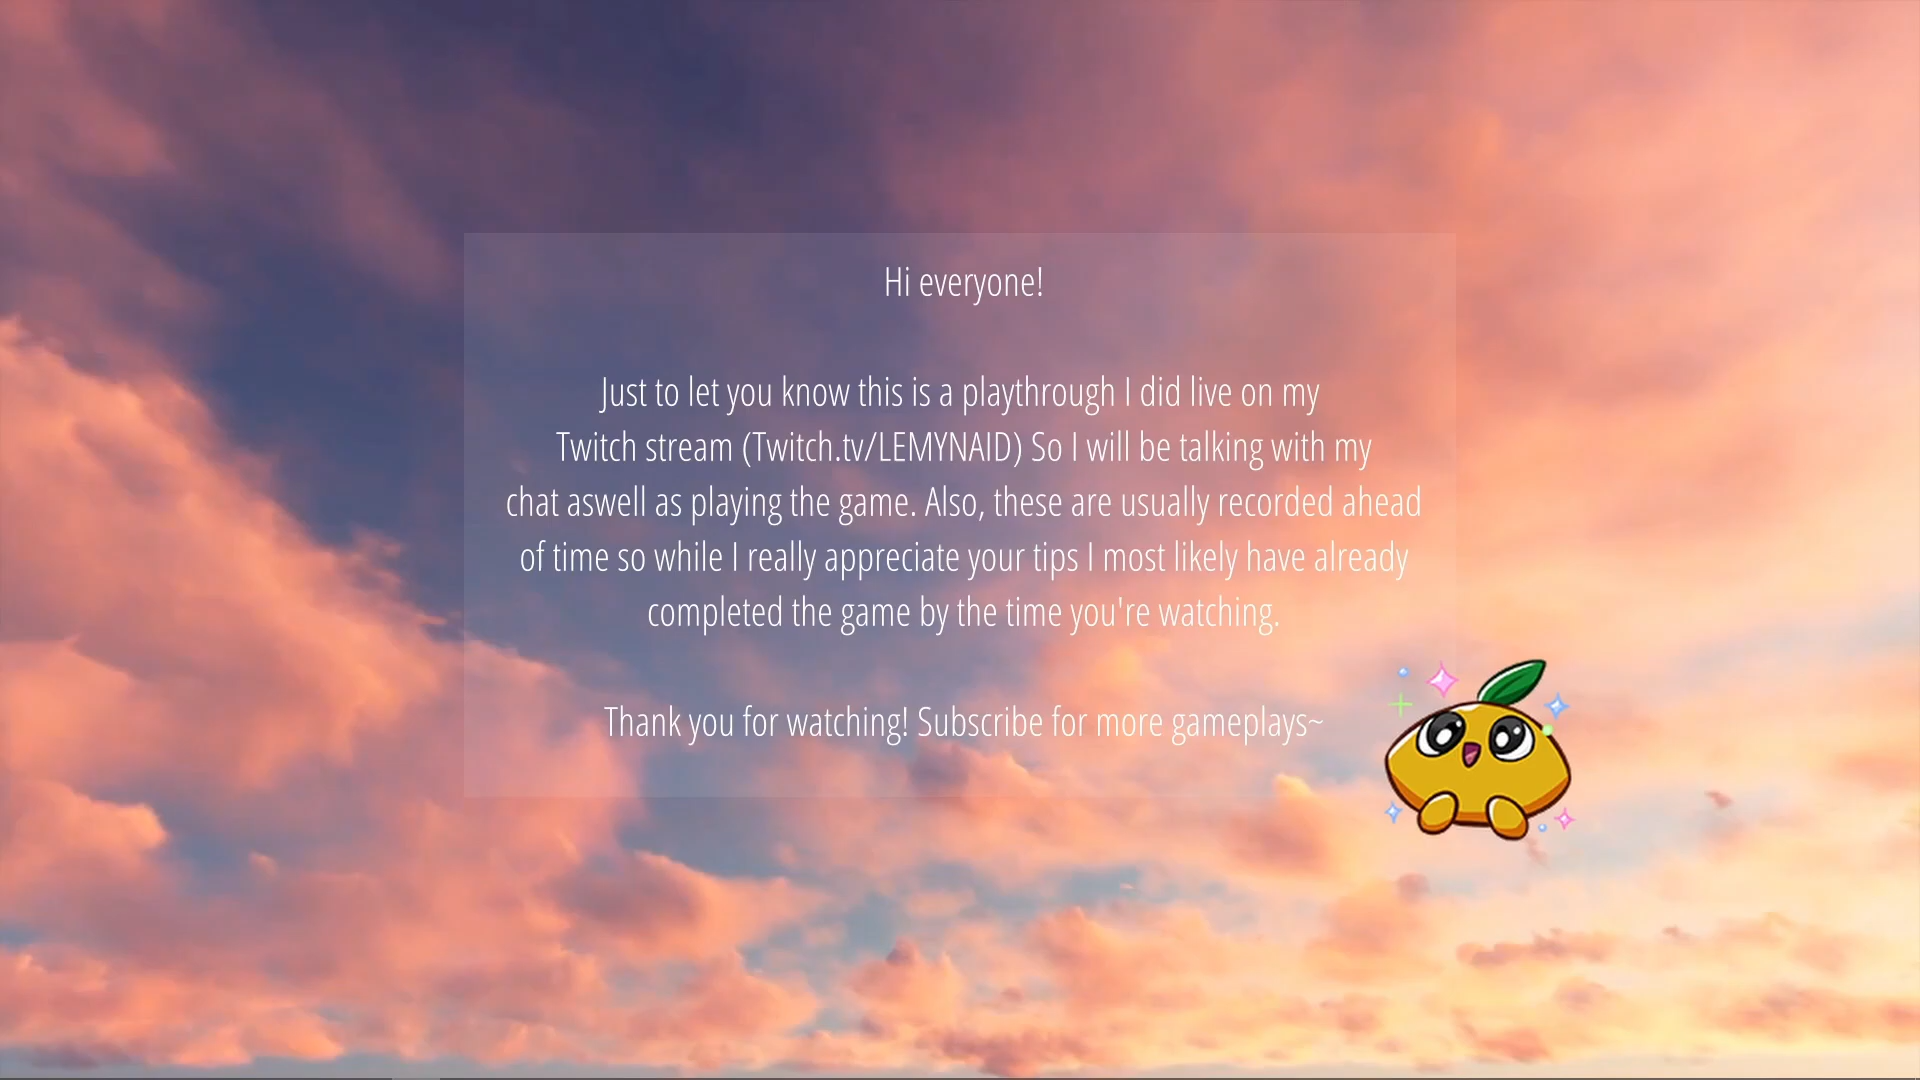 Hi everyone!
Just to let you know this is a playthrough I did live on my
Twitch stream (Twitch.tv/LEMYNAID) So I will be talking with my
chat aswell as playing the game. Also, these are usually recorded ahead
of time so while I really appreciate your tips I most likely have already
completed the game by the time you're watching.
Thank you for watching! Subscribe for more gameplays~